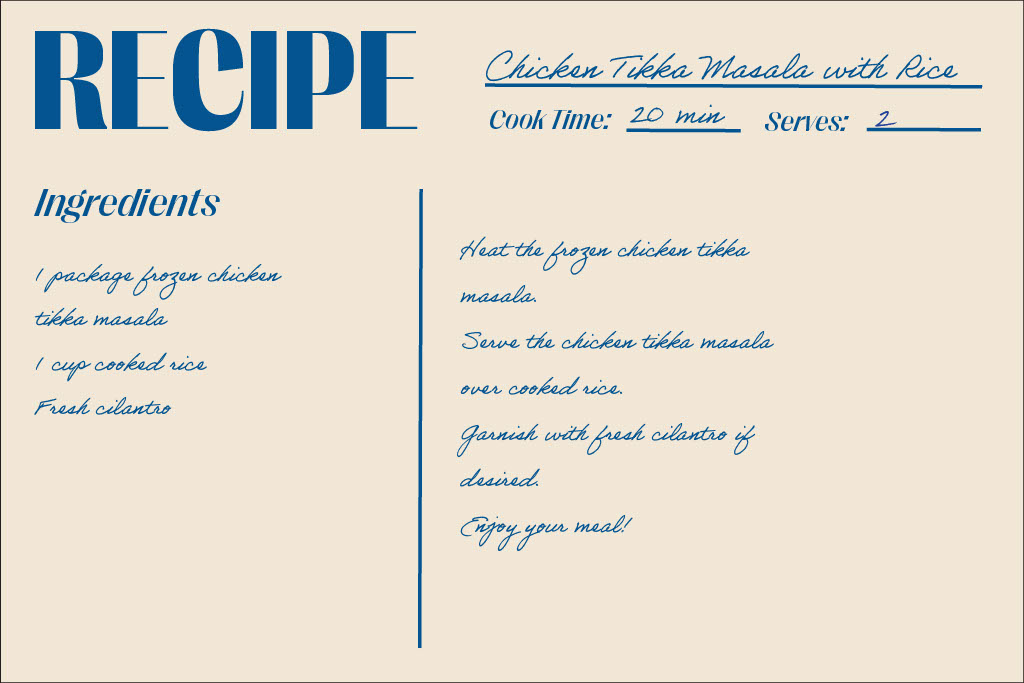 RECIPE
Chicken Tikka Masala with Rice
Cook Time: 20 min Serves: 2
Ingredients
1 package frozen chicken
tikka masala
1 cup cooked rice
Fresh cilantro
Heat the frozen chicken tikka
masala.
Serve the chicken tikka masala
over cooked rice.
Garnish with fresh cilantro if
desired.
Enjoy your meal!